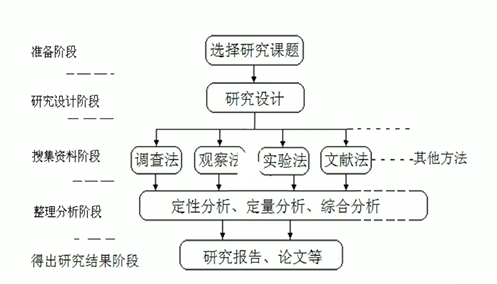 准备阶段 选择研究课题
研究设计阶段 研究设计
搜集资料阶段 调查法 观察法 实验法 文献法 其他方法
整理分析阶段 定性分析、定量分析、综合分析
得出研究结果阶段 研究报告、论文等